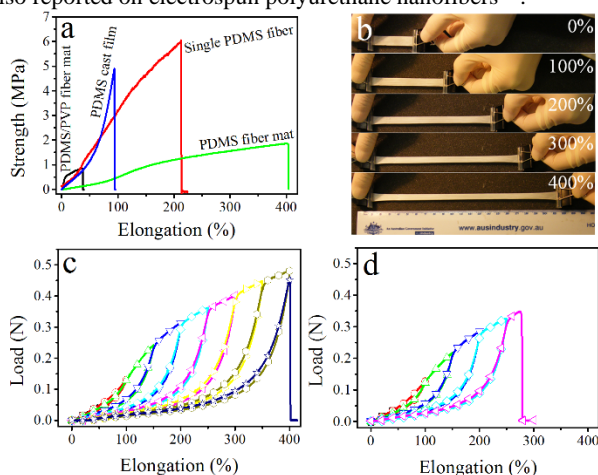 also reported on electrospun polyurethane nanofibers
a
Strength (MPa)
7
6
5
4
3
2
1
0
PDMS/PVP fiber mat
PDMS cast film
Single PDMS fiber
PDMS fiber mat
0 100 200 300 400
Elongation (%)
b
0%
100%
200%
300%
400%
www.ausindustry.gov.au
c
Load (N)
0.5
0.4
0.3
0.2
0.1
0.0
0 100 200 300 400
Elongation (%)
d
Load (N)
0.5
0.4
0.3
0.2
0.1
0.0
0 100 200 300 400
Elongation (%)